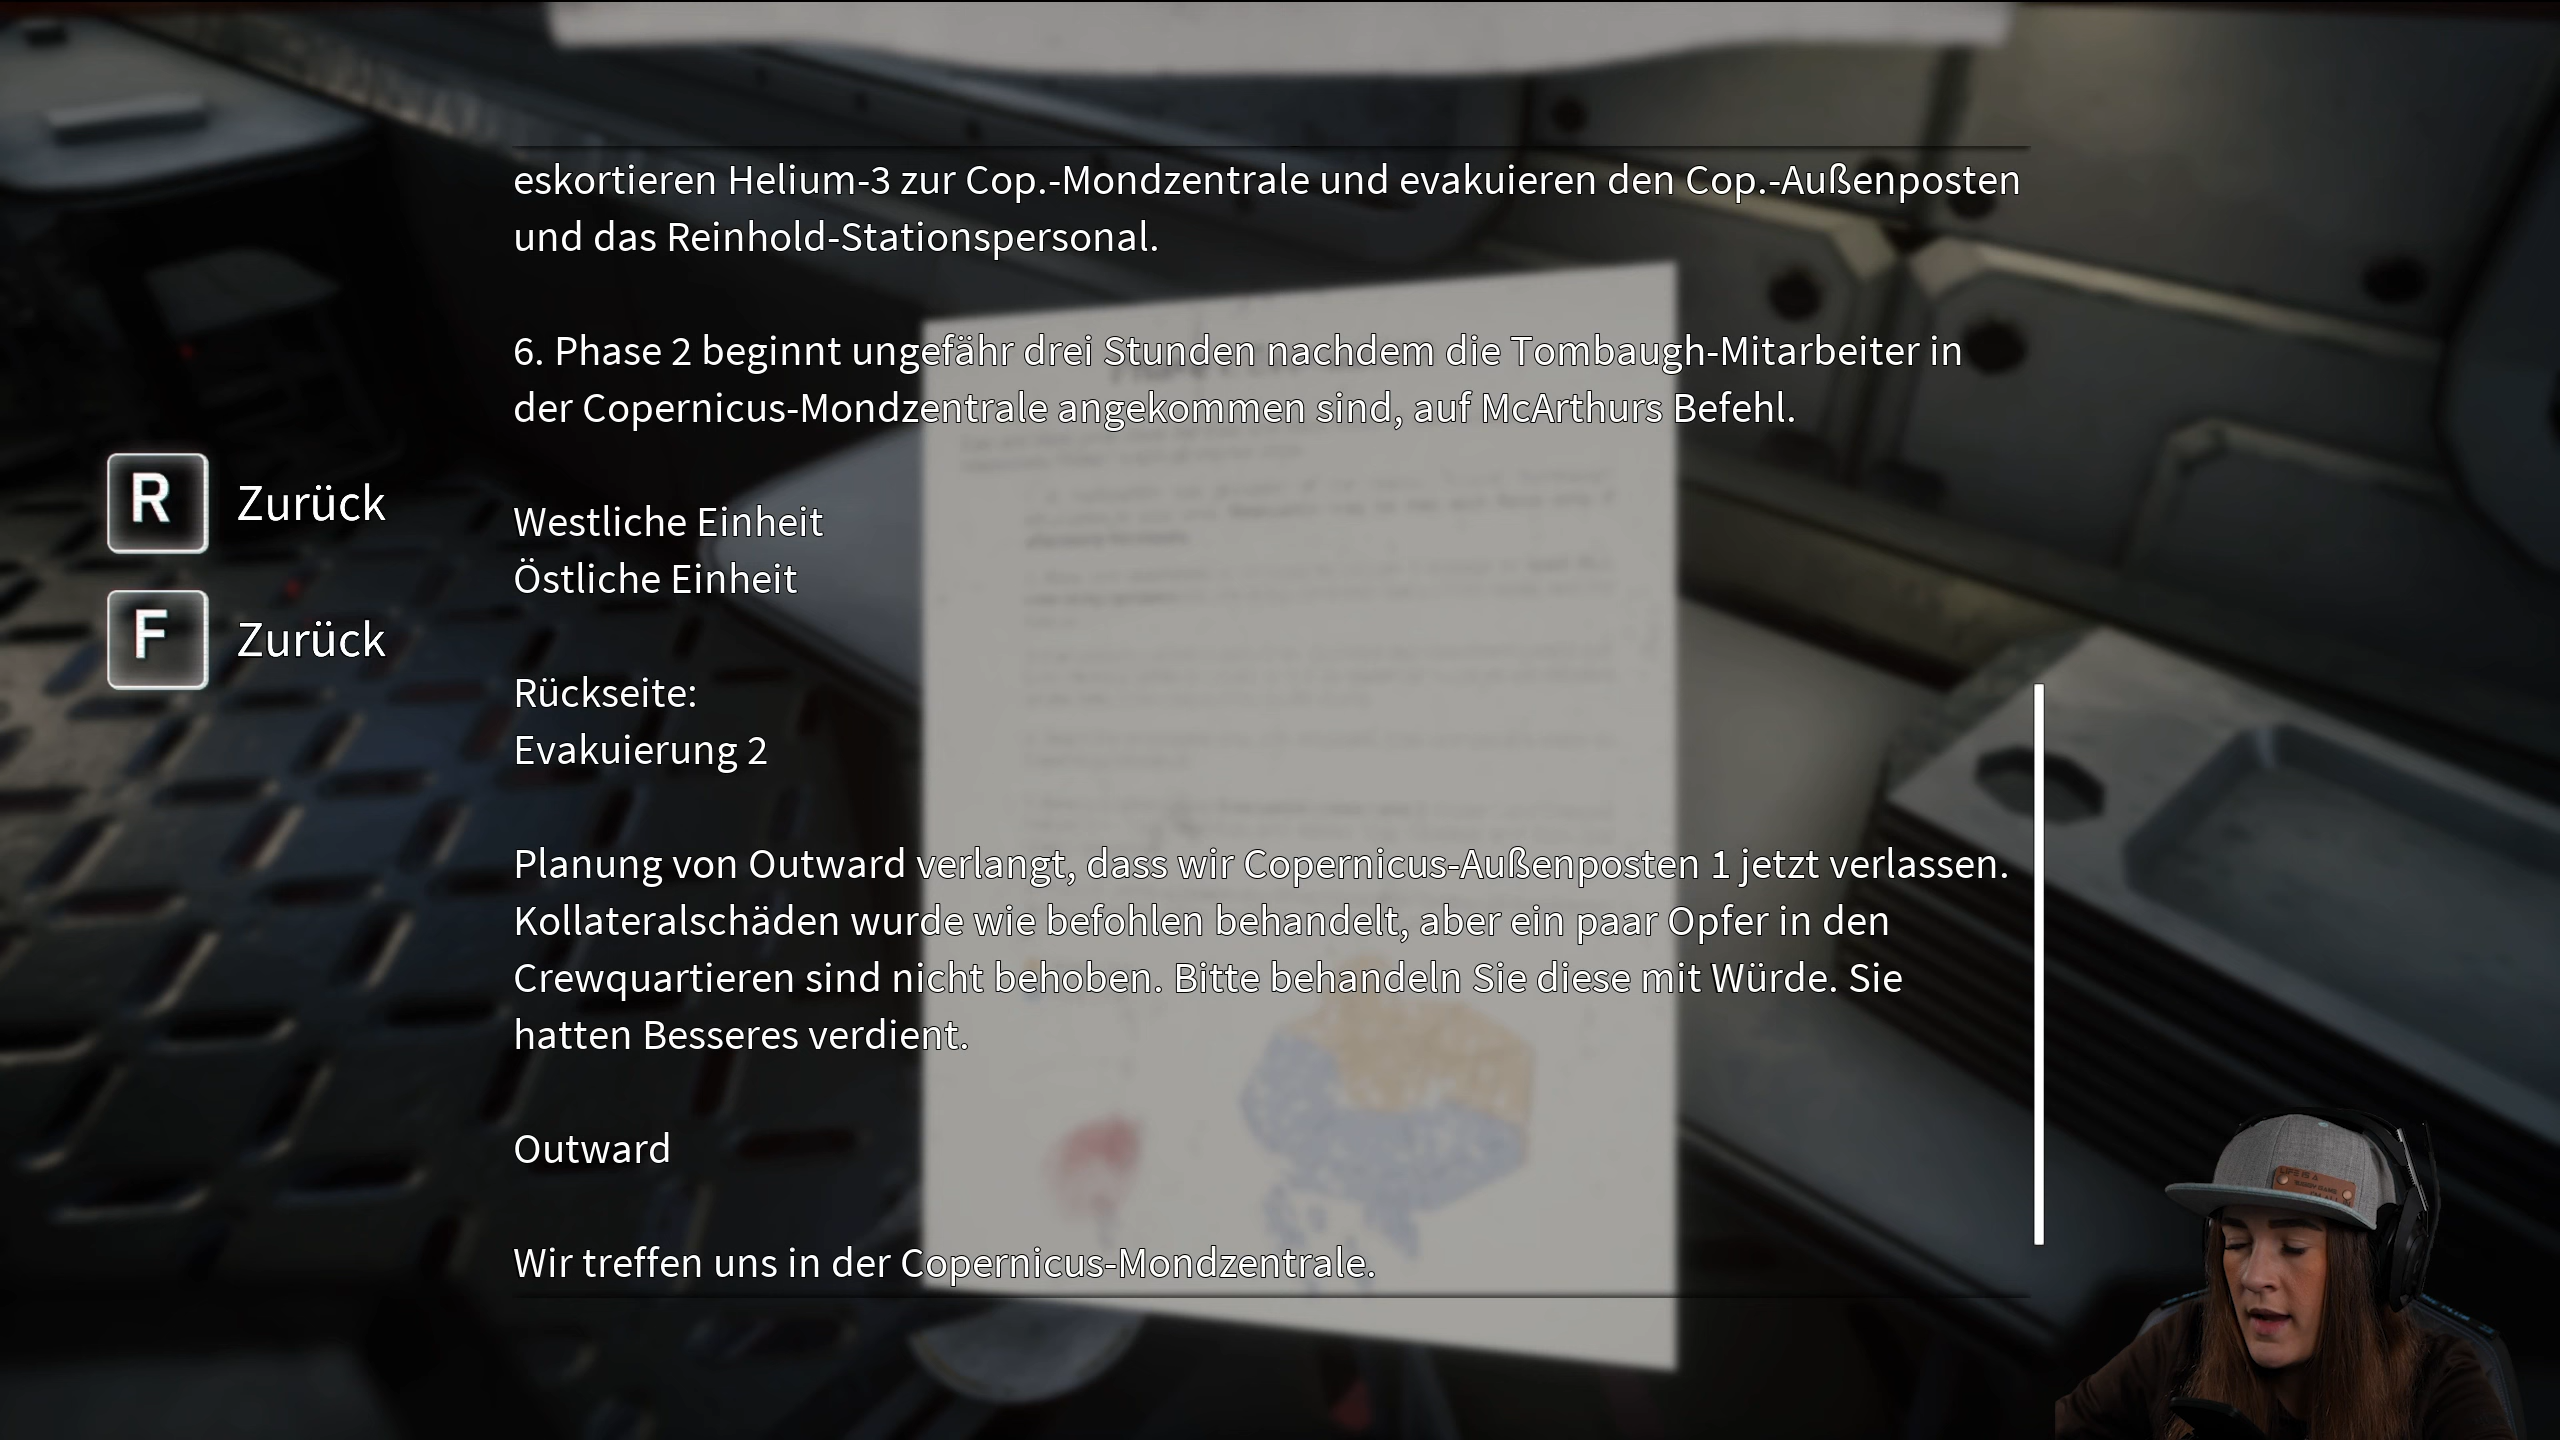 eskortieren Helium-3 zur Cop.-Mondzentrale und evakuieren den Cop.-Außenposten
und das Reinhold-Stationspersonal.
6. Phase 2 beginnt ungefähr drei Stunden nachdem die Tombaugh-Mitarbeiter in
der Copernicus-Mondzentrale angekommen sind, auf McArthurs Befehl.
R Zurück
F Zurück
Westliche Einheit
Östliche Einheit
Rückseite:
Evakuierung 2
Planung von Outward verlangt, dass wir Copernicus-Außenposten 1 jetzt verlassen.
Kollateralschäden wurde wie befohlen behandelt, aber ein paar Opfer in den
Crewquartieren sind nicht behoben. Bitte behandeln Sie diese mit Würde. Sie
hatten Besseres verdient.
Outward
Wir treffen uns in der Copernicus-Mondzentrale.